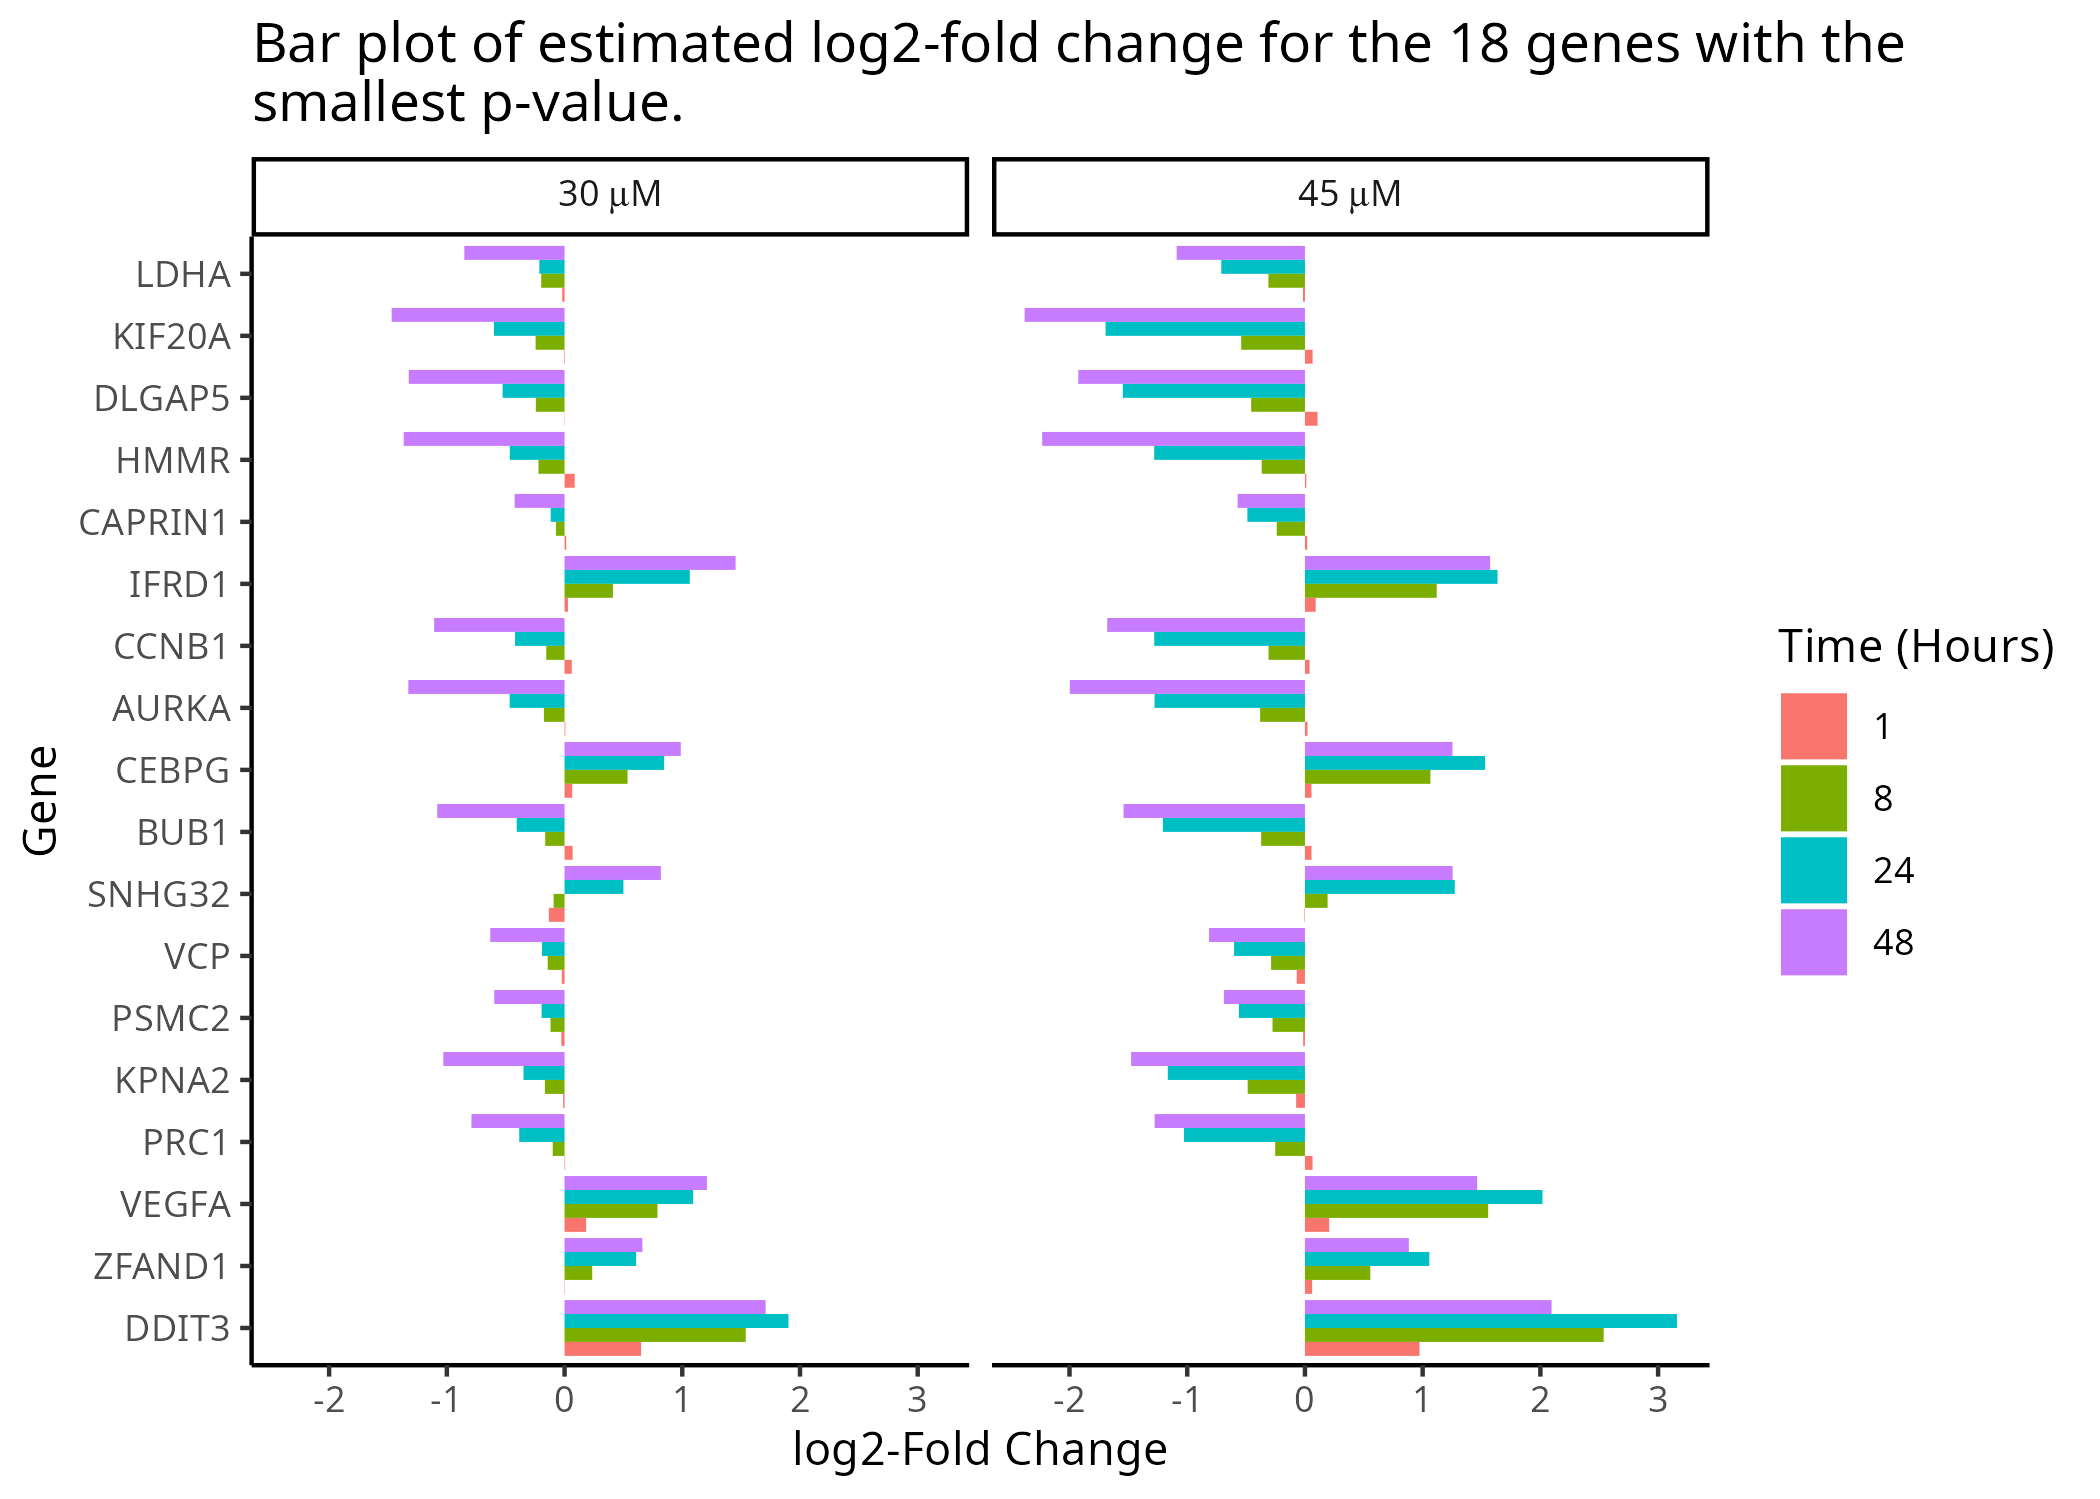 Bar plot of estimated log2-fold change for the 18 genes with the
smallest p-value.
30 μM
45 μM
Gene
LDHA
KIF20A
DLGAP5
HMMR
CAPRIN1
IFRD1
CCNB1
AURKA
CEBPG
BUB1
SNHG32
VCP
PSMC2
KPNA2
PRC1
VEGFA
ZFAND1
DDIT3
-2 -1 0 1 2 3
-2 -1 0 1 2 3
log2-Fold Change
Time (Hours)
1
8
24
48